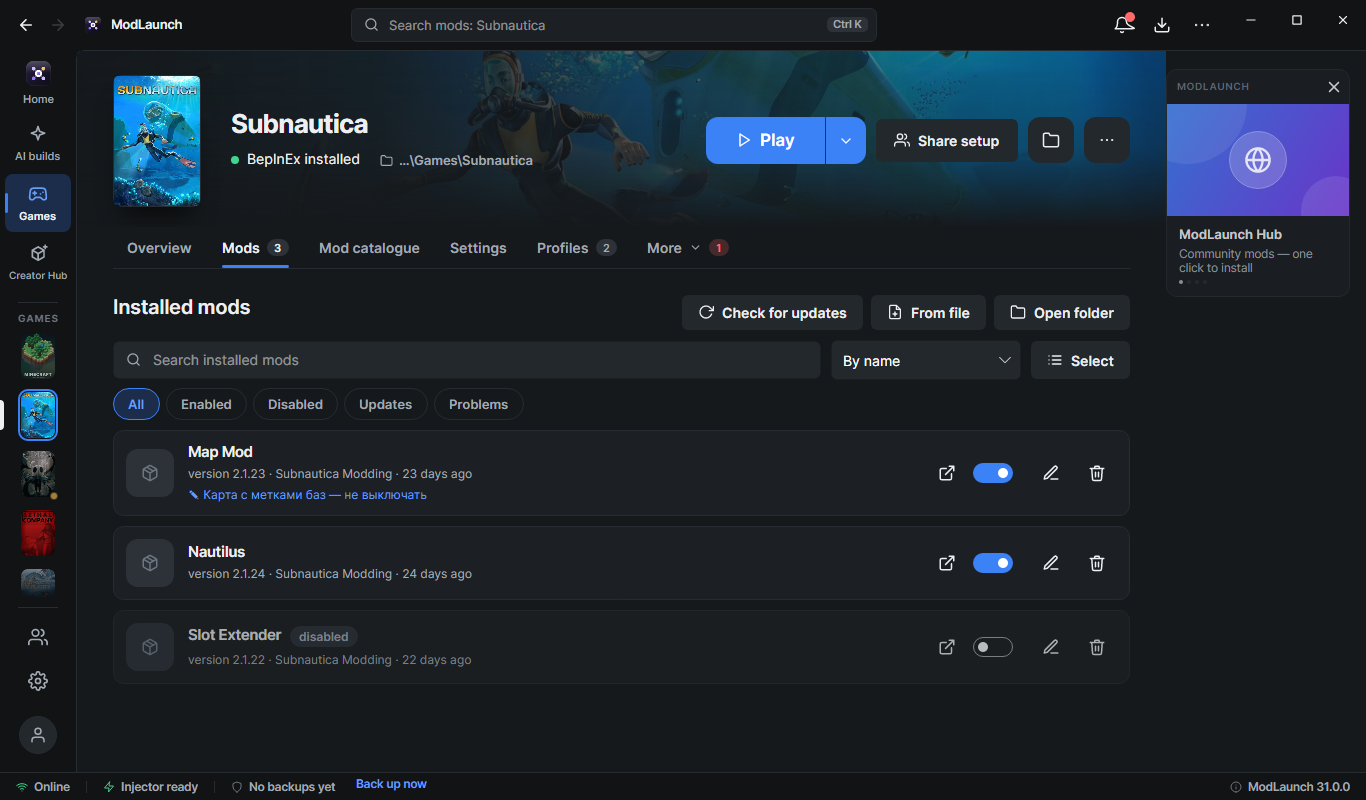 ModLaunch
Search mods: Subnautica
Ctrl K
Home
AI builds
Games
Creator Hub
GAMES
MINECRAFT
LETHAL
COMPANY
SUBNAUTICA
Subnautica
BepInEx installed
...\Games\Subnautica
Play
Share setup
MODLAUNCH
ModLaunch Hub
Community mods — one
click to install
Overview
Mods 3
Mod catalogue
Settings
Profiles 2
More 1
Installed mods
Check for updates
From file
Open folder
Search installed mods
By name
Select
All
Enabled
Disabled
Updates
Problems
Map Mod
version 2.1.23 · Subnautica Modding · 23 days ago
Карта с метками баз — не выключать
Nautilus
version 2.1.24 · Subnautica Modding · 24 days ago
Slot Extender disabled
version 2.1.22 · Subnautica Modding · 22 days ago
Online
Injector ready
No backups yet
Back up now
ModLaunch 31.0.0